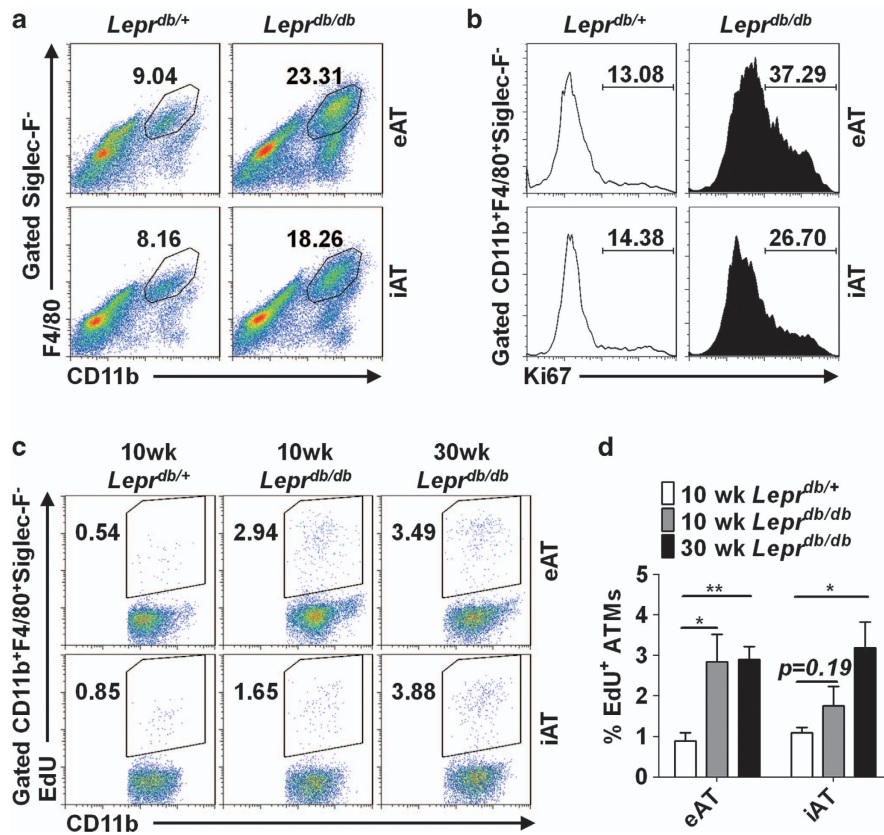 a
Lepr^db/+ Lepr^db/db
Gated Siglec-F^-
F4/80
9.04 23.31
eAT
8.16 18.26
iAT
CD11b
b
Lepr^db/+ Lepr^db/db
Gated CD11b^+F4/80^+Siglec-F^-
13.08 37.29
eAT
14.38 26.70
iAT
Ki67
c
10wk 10wk 30wk
Lepr^db/+ Lepr^db/db Lepr^db/db
Gated CD11b^+F4/80^+Siglec-F^-
EdU
0.54 2.94 3.49
eAT
0.85 1.65 3.88
iAT
CD11b
d
10 wk Lepr^db/+
10 wk Lepr^db/db
30 wk Lepr^db/db
% EdU^+ ATMs
5
4
3
2
1
0
** *
*
p=0.19
eAT iAT